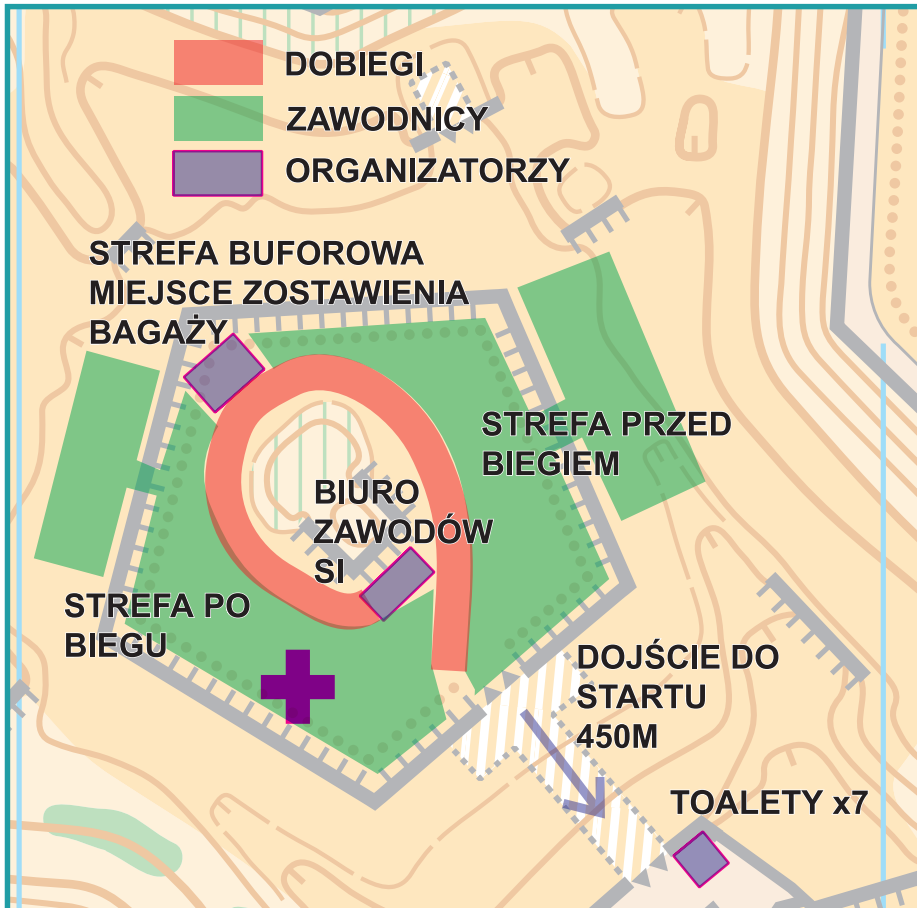 DOBIEGI
ZAWODNICY
ORGANIZATORZY
STREFA BUFOROWA
MIEJSCE ZOSTAWIENIA
BAGAŻY
STREFA PRZED
BIEGIEM
BIURO
ZAWODÓW
SI
STREFA PO
BIEGU
DOJŚCIE DO
STARTU
450M
TOALETY x7